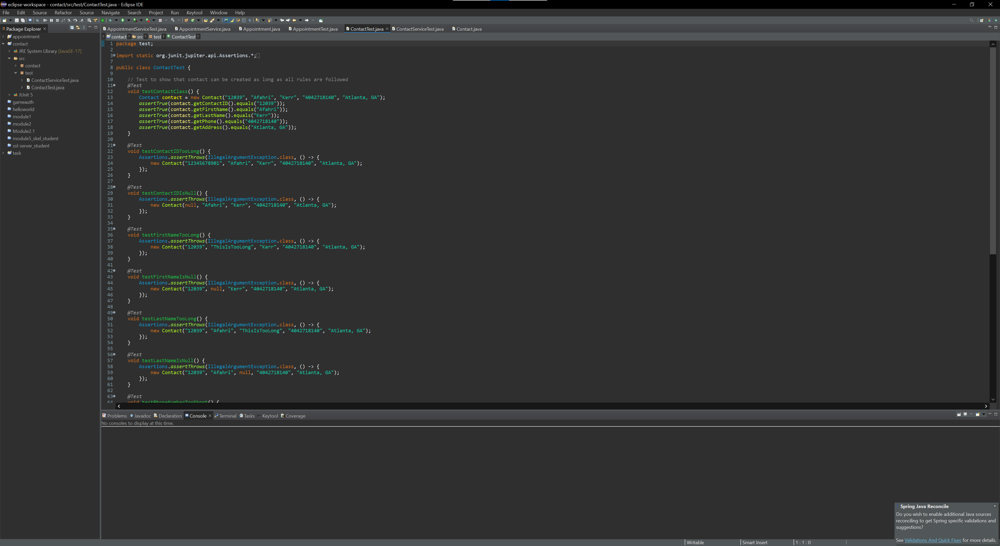 eclipse-workspace - contact/src/test/ContactTest.java - Eclipse IDE
File Edit Source Refactor Source Navigate Search Project Run Keytool Window Help
Package Explorer
appointment
contact
JRE System Library [JavaSE-17]
src
contact
test
ContactServiceTest.java
ContactTest.java
JUnit 5
gameauth
helloworld
module1
module2
Module2.1
module5_skel_student
ssl-server_student
task
AppointmentServiceTest.java AppointmentService.java Appointment.java AppointmentTest.java ContactTest.java ContactServiceTest.java Contact.java
contact src test ContactTest
1 package test;
2
3 import static org.junit.jupiter.api.Assertions.*;
7
8 public class ContactTest {
9
10 // Test to show that contact can be created as long as all rules are followed
11 @Test
12 void testContactClass() {
13 Contact contact = new Contact("12039", "Afahri", "Kerr", "4042718140", "Atlanta, GA");
14 assertTrue(contact.getContactID().equals("12039"));
15 assertTrue(contact.getFirstName().equals("Afahri"));
16 assertTrue(contact.getLastName().equals("Kerr"));
17 assertTrue(contact.getPhone().equals("4042718140"));
18 assertTrue(contact.getAddress().equals("Atlanta, GA"));
19 }
20
21 @Test
22 void testContactIDTooLong() {
23 Assertions.assertThrows(IllegalArgumentException.class, () -> {
24 new Contact("12345678901", "Afahri", "Kerr", "4042718140", "Atlanta, GA");
25 });
26 }
27
28 @Test
29 void testContactIDIsNull() {
30 Assertions.assertThrows(IllegalArgumentException.class, () -> {
31 new Contact(null, "Afahri", "Kerr", "4042718140", "Atlanta, GA");
32 });
33 }
34
35 @Test
36 void testFirstNameTooLong() {
37 Assertions.assertThrows(IllegalArgumentException.class, () -> {
38 new Contact("12039", "ThisIsTooLong", "Kerr", "4042718140", "Atlanta, GA");
39 });
40 }
41
42 @Test
43 void testFirstNameIsNull() {
44 Assertions.assertThrows(IllegalArgumentException.class, () -> {
45 new Contact("12039", null, "Kerr", "4042718140", "Atlanta, GA");
46 });
47 }
48
49 @Test
50 void testLastNameTooLong() {
51 Assertions.assertThrows(IllegalArgumentException.class, () -> {
52 new Contact("12039", "Afahri", "ThisIsTooLong", "4042718140", "Atlanta, GA");
53 });
54 }
55
56 @Test
57 void testLastNameIsNull() {
58 Assertions.assertThrows(IllegalArgumentException.class, () -> {
59 new Contact("12039", "Afahri", null, "4042718140", "Atlanta, GA");
60 });
61 }
62
63 @Test
64 void testPhoneNumberTooShort() {
Problems Javadoc Declaration Console Terminal Tasks Keytool Coverage
No consoles to display at this time.
Spring Java Reconcile
Do you wish to enable additional Java sources
reconciling to get Spring specific validations and
suggestions?
See Validations And Quick Fixes for more details.
Writable Smart Insert 1 : 1 : 0